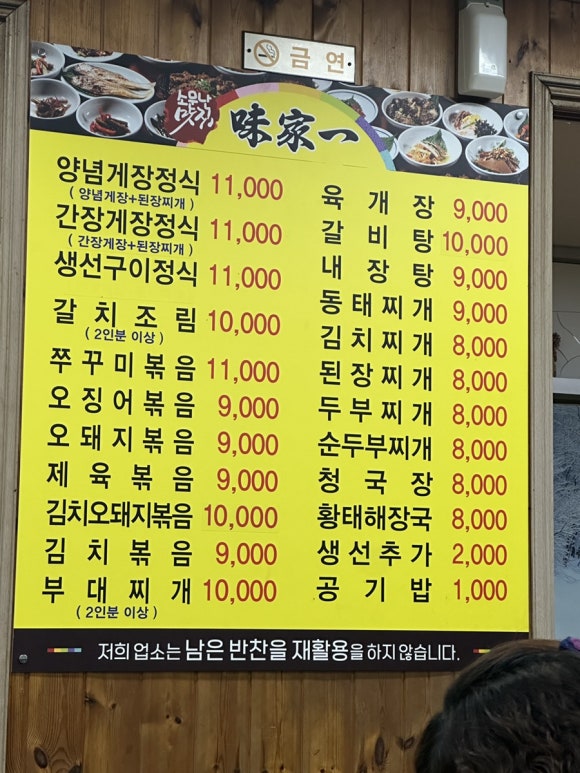 금연
소문난
맛집
味家一
양념게장정식 11,000
( 양념게장+된장찌개 )
간장게장정식 11,000
( 간장게장+된장찌개 )
생선구이정식 11,000
갈치조림 10,000
( 2인분 이상 )
쭈꾸미볶음 11,000
오징어볶음 9,000
오돼지볶음 9,000
제육볶음 9,000
김치오돼지볶음 10,000
김치볶음 9,000
부대찌개 10,000
( 2인분 이상 )
육개장 9,000
갈비탕 10,000
내장탕 9,000
동태찌개 9,000
김치찌개 8,000
된장찌개 8,000
두부찌개 8,000
순두부찌개 8,000
청국장 8,000
황태해장국 8,000
생선추가 2,000
공기밥 1,000
저희 업소는 남은 반찬을 재활용을 하지 않습니다.